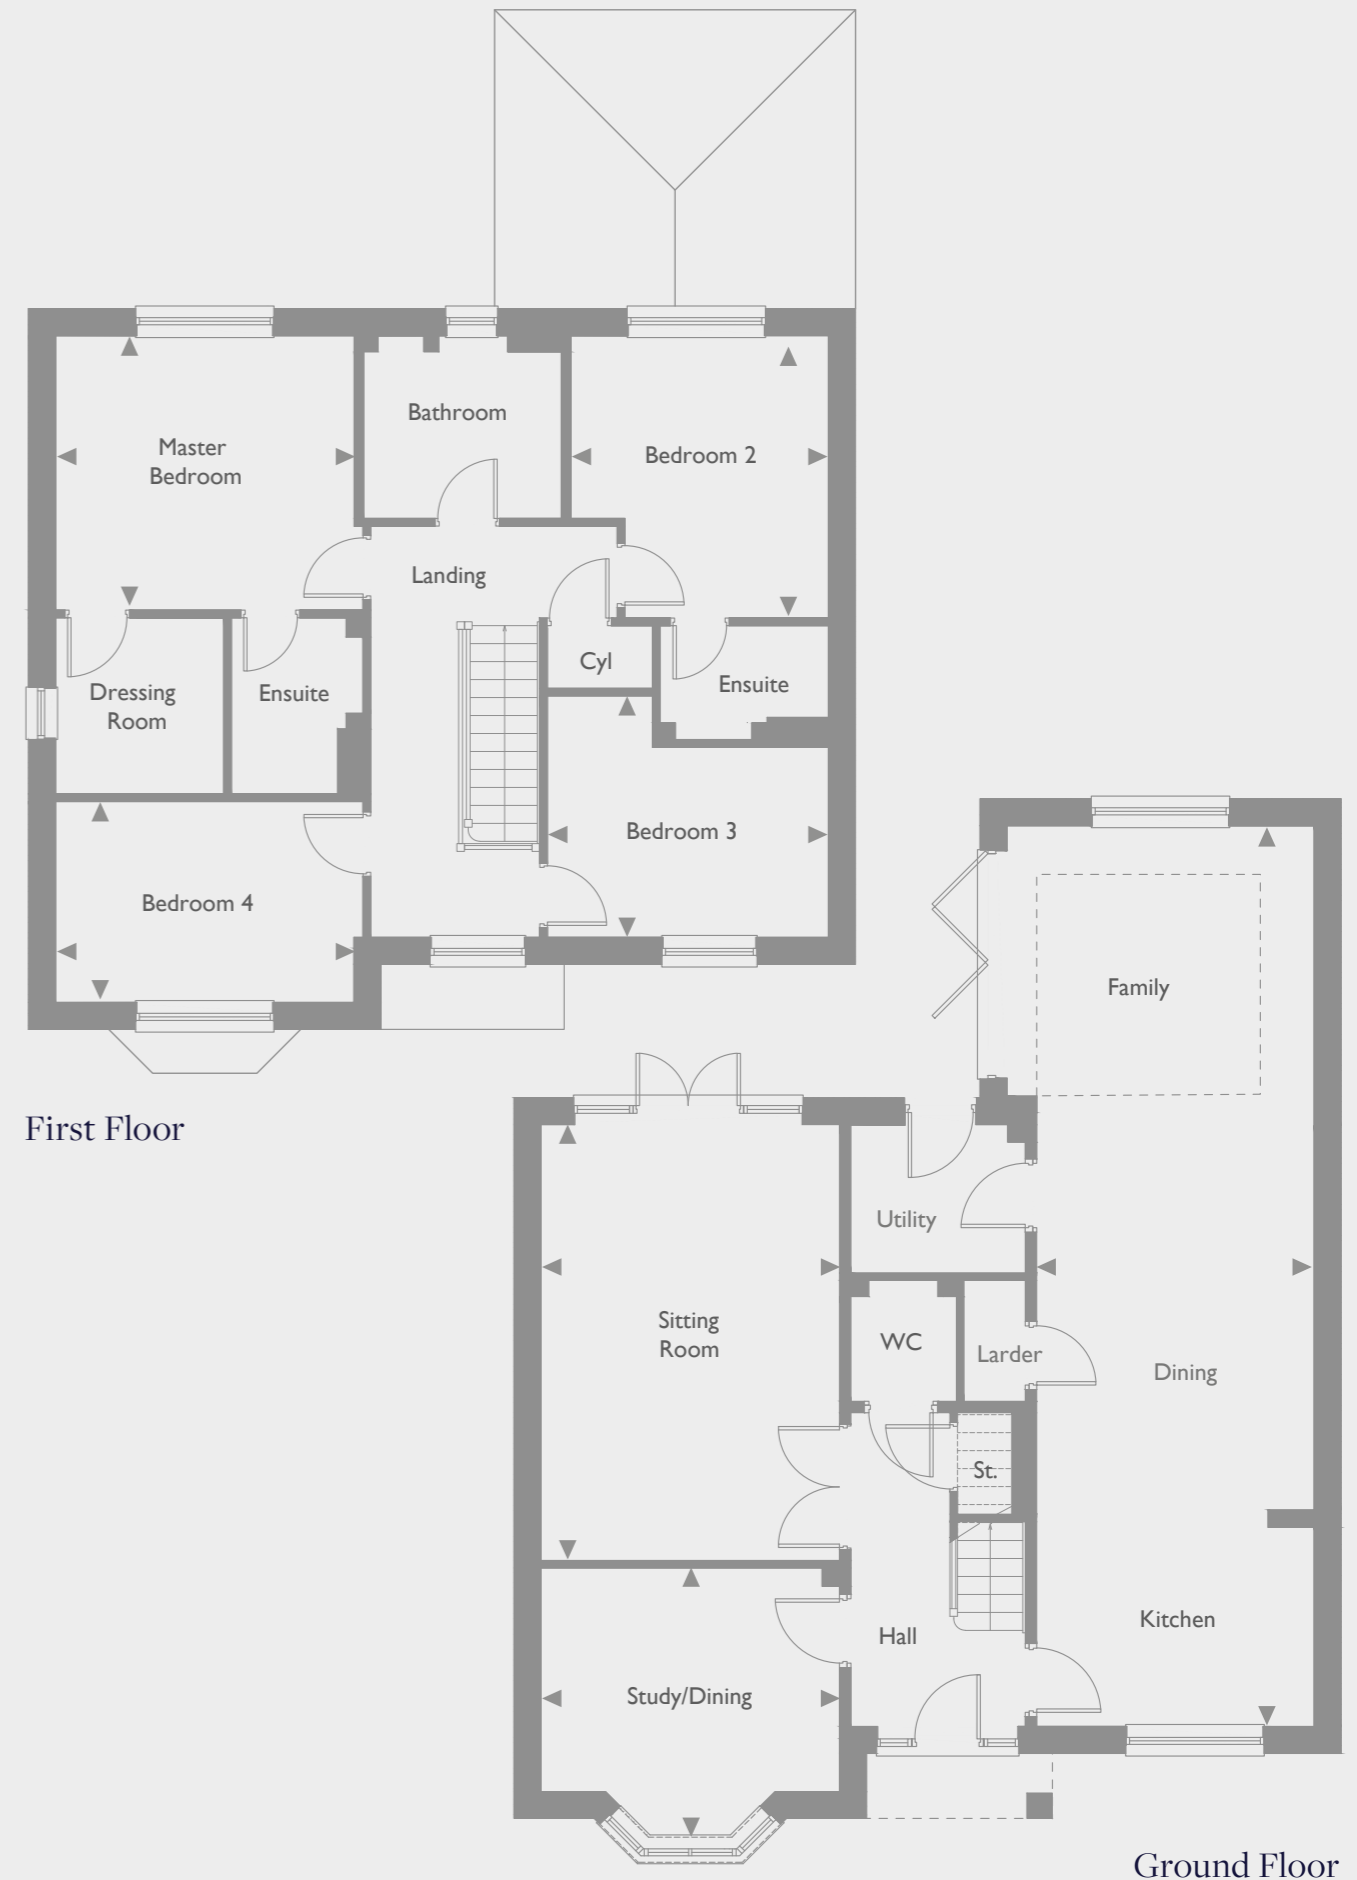 Master
Bedroom
Bathroom
Bedroom 2
Landing
Dressing
Room
Ensuite
Cyl
Ensuite
Bedroom 3
Bedroom 4
First Floor
Family
Utility
Sitting
Room
WC
Larder
Dining
St.
Hall
Kitchen
Study/Dining
Ground Floor